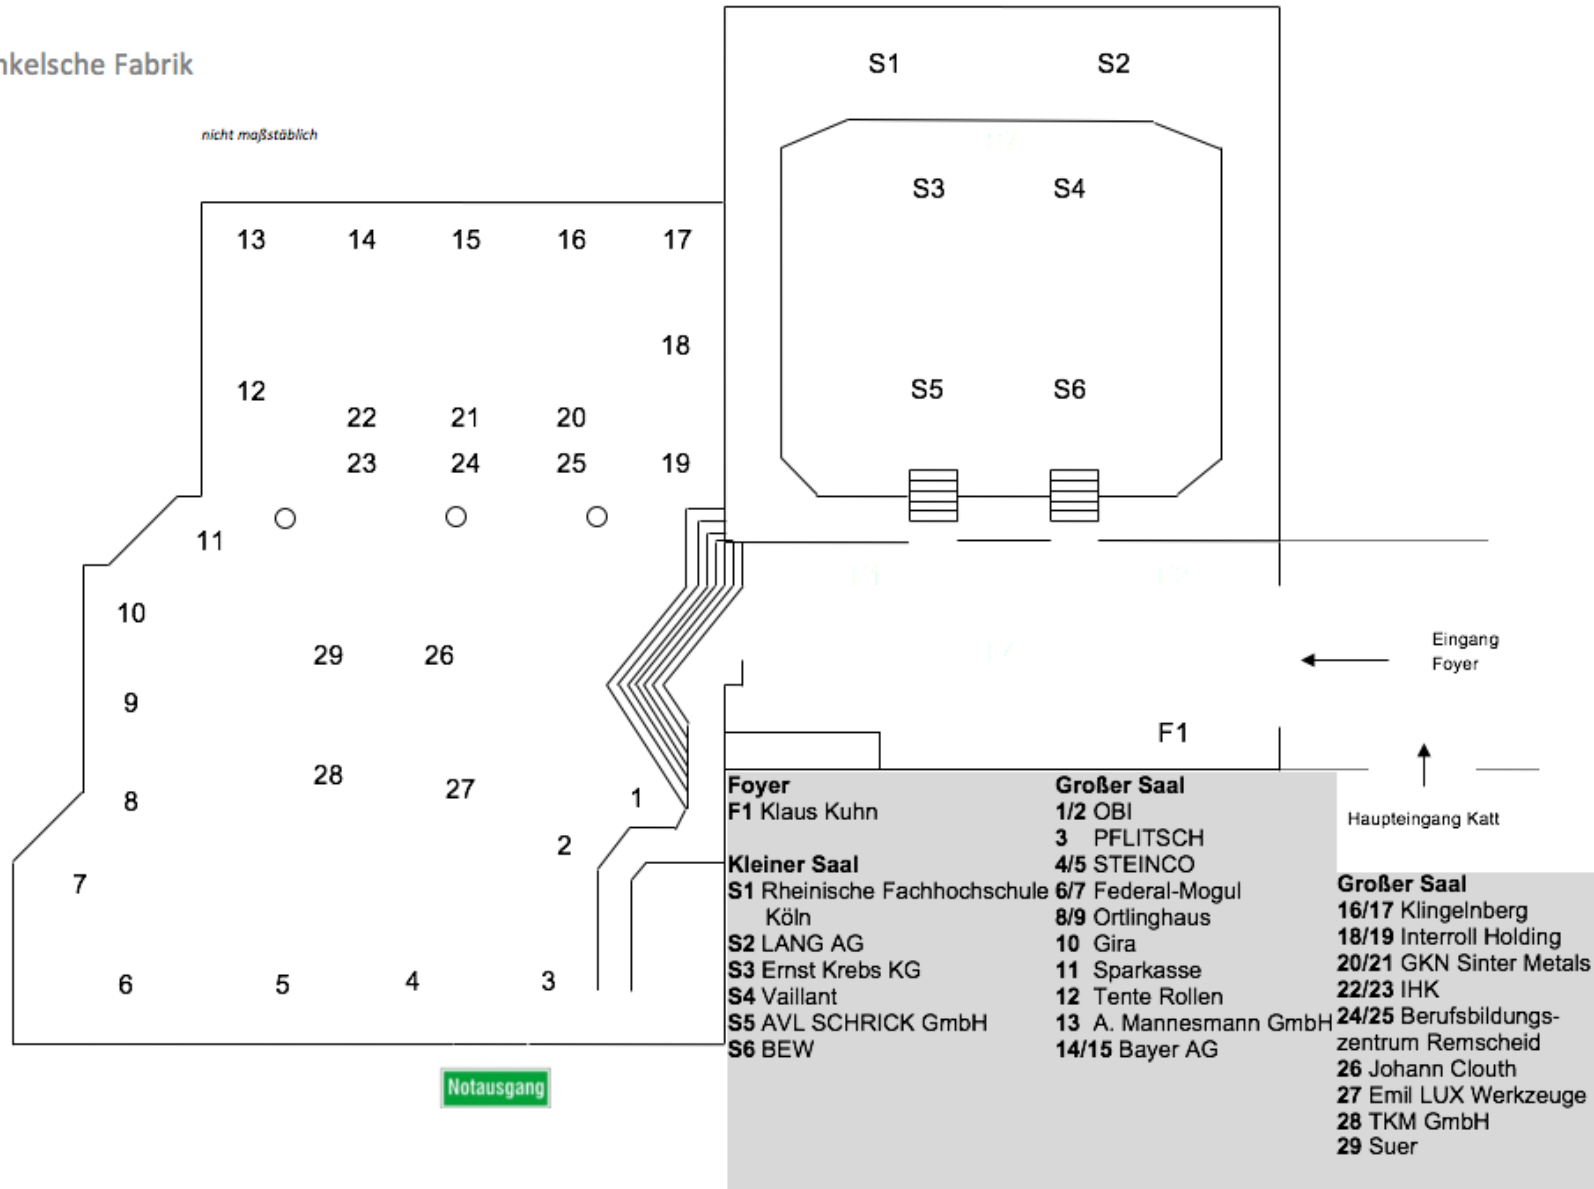 nkelsche Fabrik
nicht maßstäblich
S1 S2
S3 S4
13 14 15 16 17
18
12
S5 S6
22 21 20
23 24 25 19
11
10
29 26
Eingang
Foyer
9
F1
28 27
8 1
2
7
6 5 4 3
Haupteingang Katt
Notausgang
Foyer
F1 Klaus Kuhn
Kleiner Saal
S1 Rheinische Fachhochschule
Köln
S2 LANG AG
S3 Ernst Krebs KG
S4 Vaillant
S5 AVL SCHRICK GmbH
S6 BEW
Großer Saal
1/2 OBI
3 PFLITSCH
4/5 STEINCO
6/7 Federal-Mogul
8/9 Ortlinghaus
10 Gira
11 Sparkasse
12 Tente Rollen
13 A. Mannesmann GmbH
14/15 Bayer AG
Großer Saal
16/17 Klingelnberg
18/19 Interroll Holding
20/21 GKN Sinter Metals
22/23 IHK
24/25 Berufsbildungs-
zentrum Remscheid
26 Johann Clouth
27 Emil LUX Werkzeuge
28 TKM GmbH
29 Suer